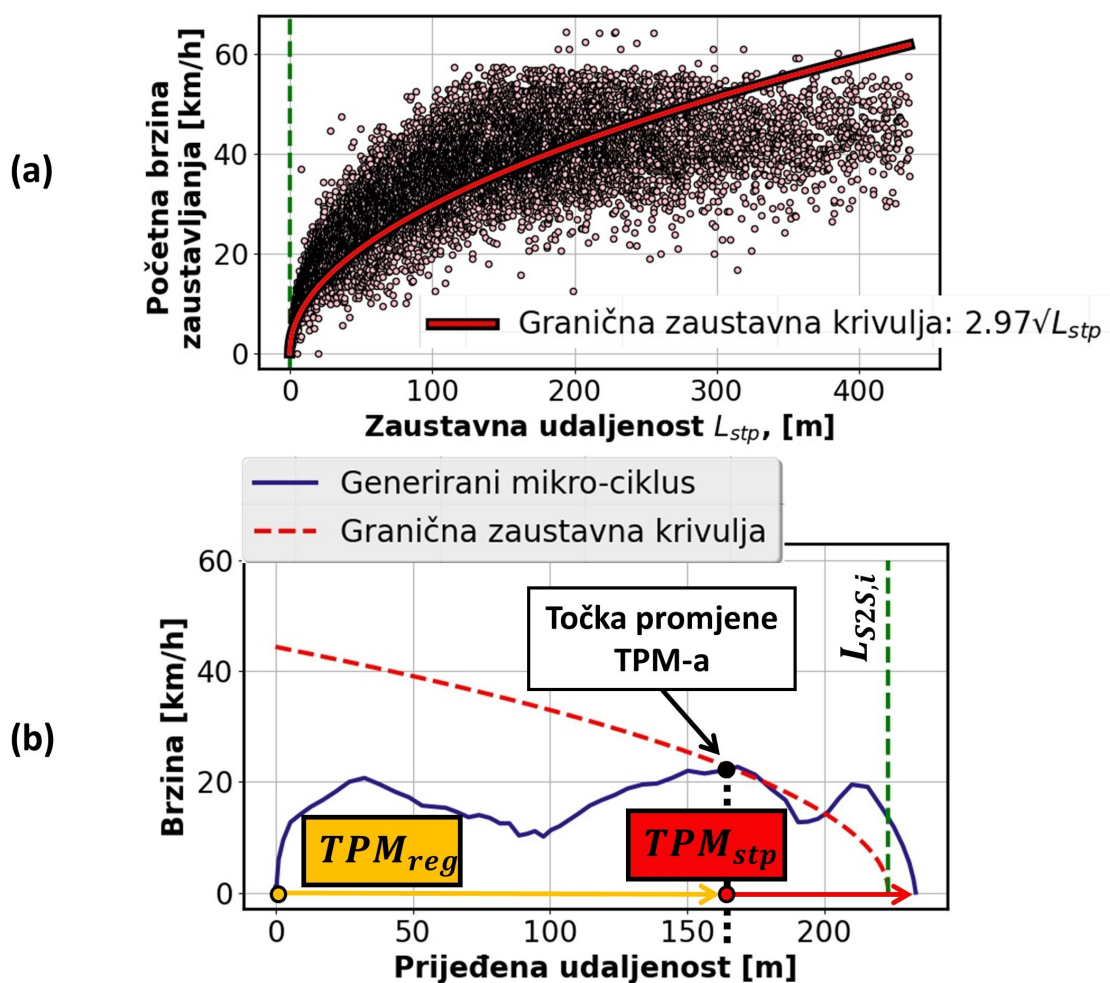 (a)
Početna brzina
zaustavljanja [km/h]
60
40
20
0
Granična zaustavna krivulja: 2.97√L_stp
0 100 200 300 400
Zaustavna udaljenost L_stp, [m]
(b)
Generirani mikro-ciklus
Granična zaustavna krivulja
Brzina [km/h]
60
40
20
0
Točka promjene
TPM-a
L_S2S,i
TPM_reg
TPM_stp
0 50 100 150 200
Prijeđena udaljenost [m]